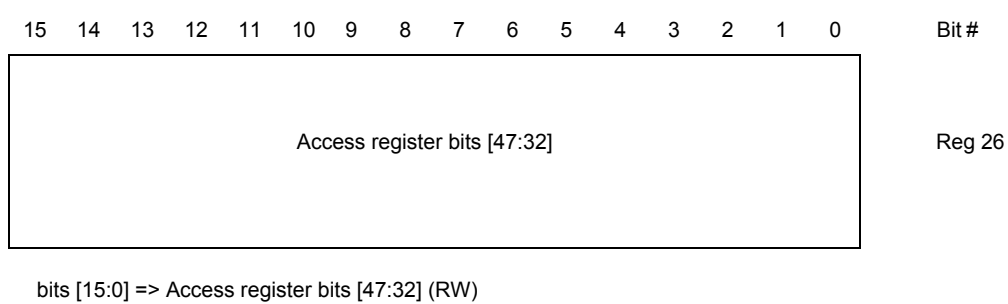 15 14 13 12 11 10 9 8 7 6 5 4 3 2 1 0 Bit #
Access register bits [47:32] Reg 26
bits [15:0] => Access register bits [47:32] (RW)